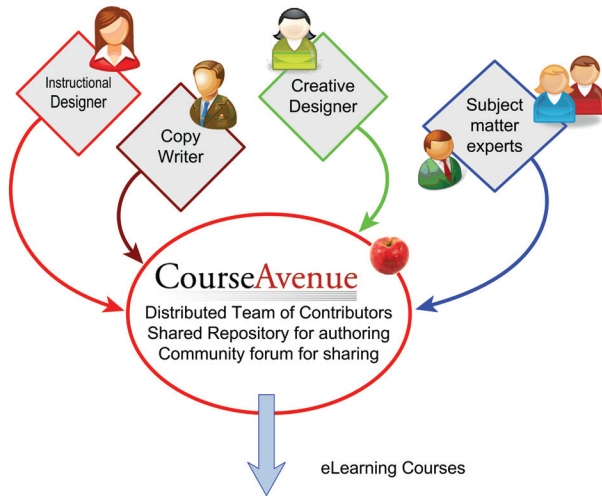 Instructional
Designer
Copy
Writer
Creative
Designer
Subject
matter
experts
CourseAvenue
Distributed Team of Contributors
Shared Repository for authoring
Community forum for sharing
eLearning Courses